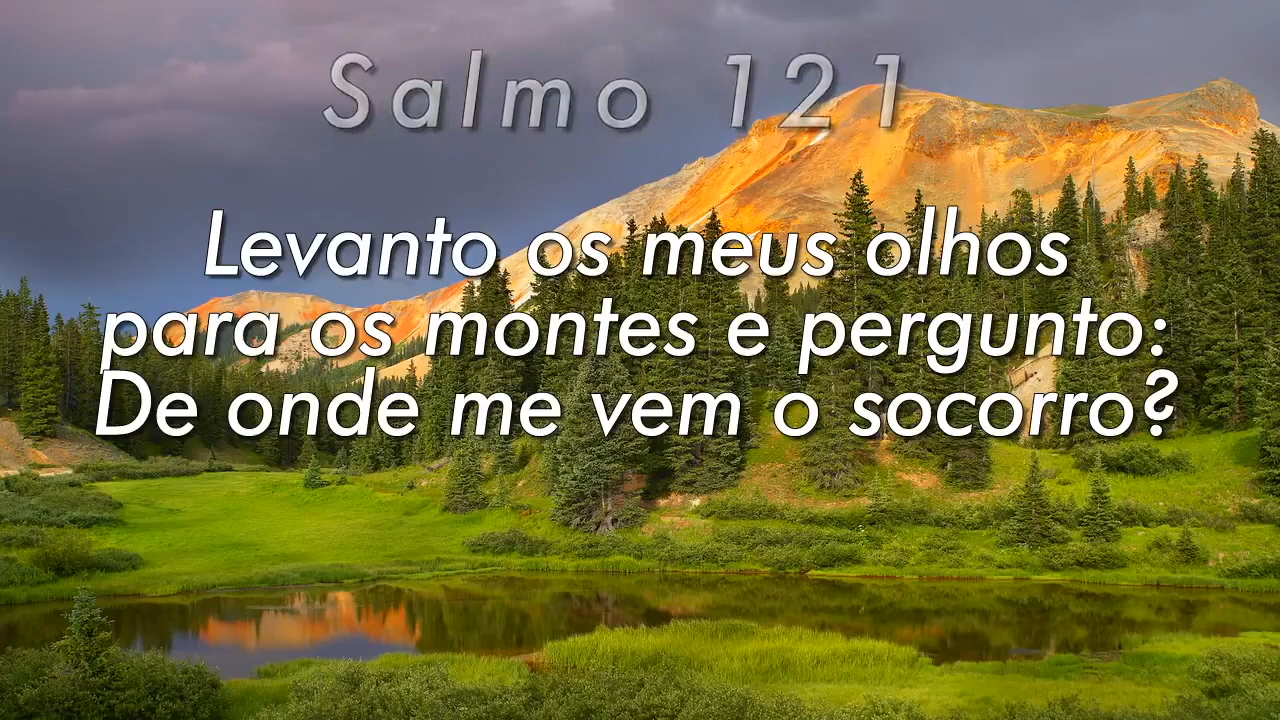 Salmo 121
Levanto os meus olhos
para os montes e pergunto:
De onde me vem o socorro?